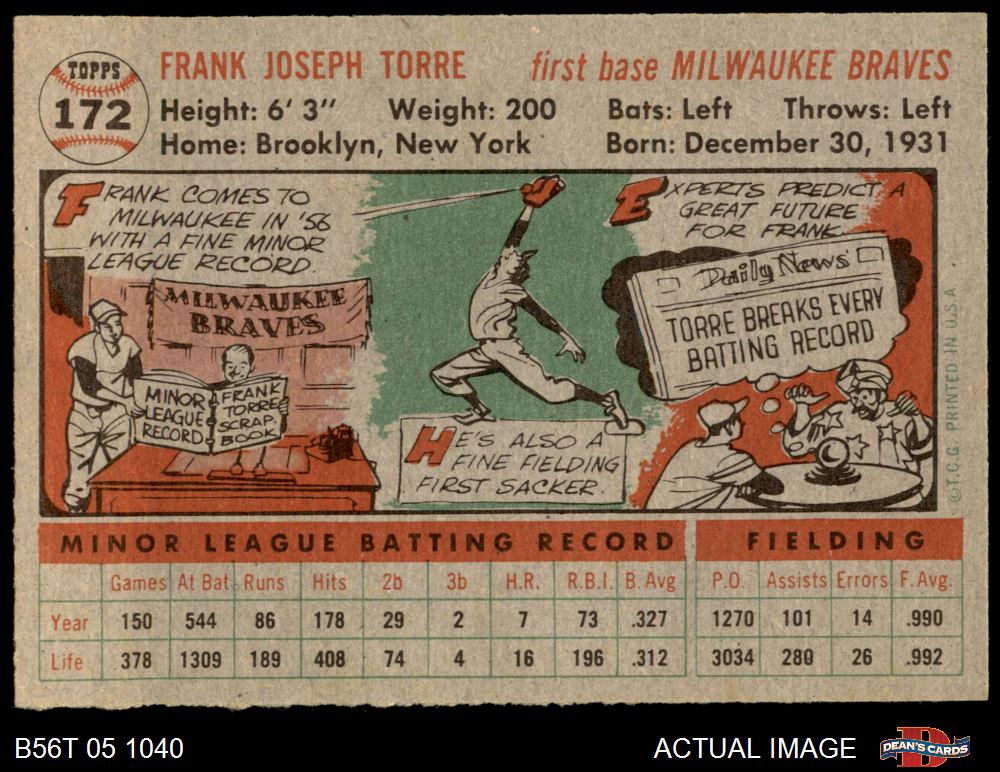 TOPPS
172
FRANK JOSEPH TORRE first base MILWAUKEE BRAVES
Height: 6' 3" Weight: 200 Bats: Left Throws: Left
Home: Brooklyn, New York Born: December 30, 1931
FRANK COMES TO
MILWAUKEE IN '56
WITH A FINE MINOR
LEAGUE RECORD.
MILWAUKEE
BRAVES
MINOR
LEAGUE
RECORD
FRANK
TORRE
SCRAP
BOOK
HE'S ALSO A
FINE FIELDING
FIRST SACKER.
EXPERTS PREDICT A
GREAT FUTURE
FOR FRANK.
Daily News
TORRE BREAKS EVERY
BATTING RECORD
©T.C.G. PRINTED IN U.S.A.
MINOR LEAGUE BATTING RECORD FIELDING
Games At Bat Runs Hits 2b 3b H.R. R.B.I. B. Avg P.O. Assists Errors F. Avg.
Year 150 544 86 178 29 2 7 73 .327 1270 101 14 .990
Life 378 1309 189 408 74 4 16 196 .312 3034 280 26 .992
B56T 05 1040 ACTUAL IMAGE
D
DEAN'S CARDS